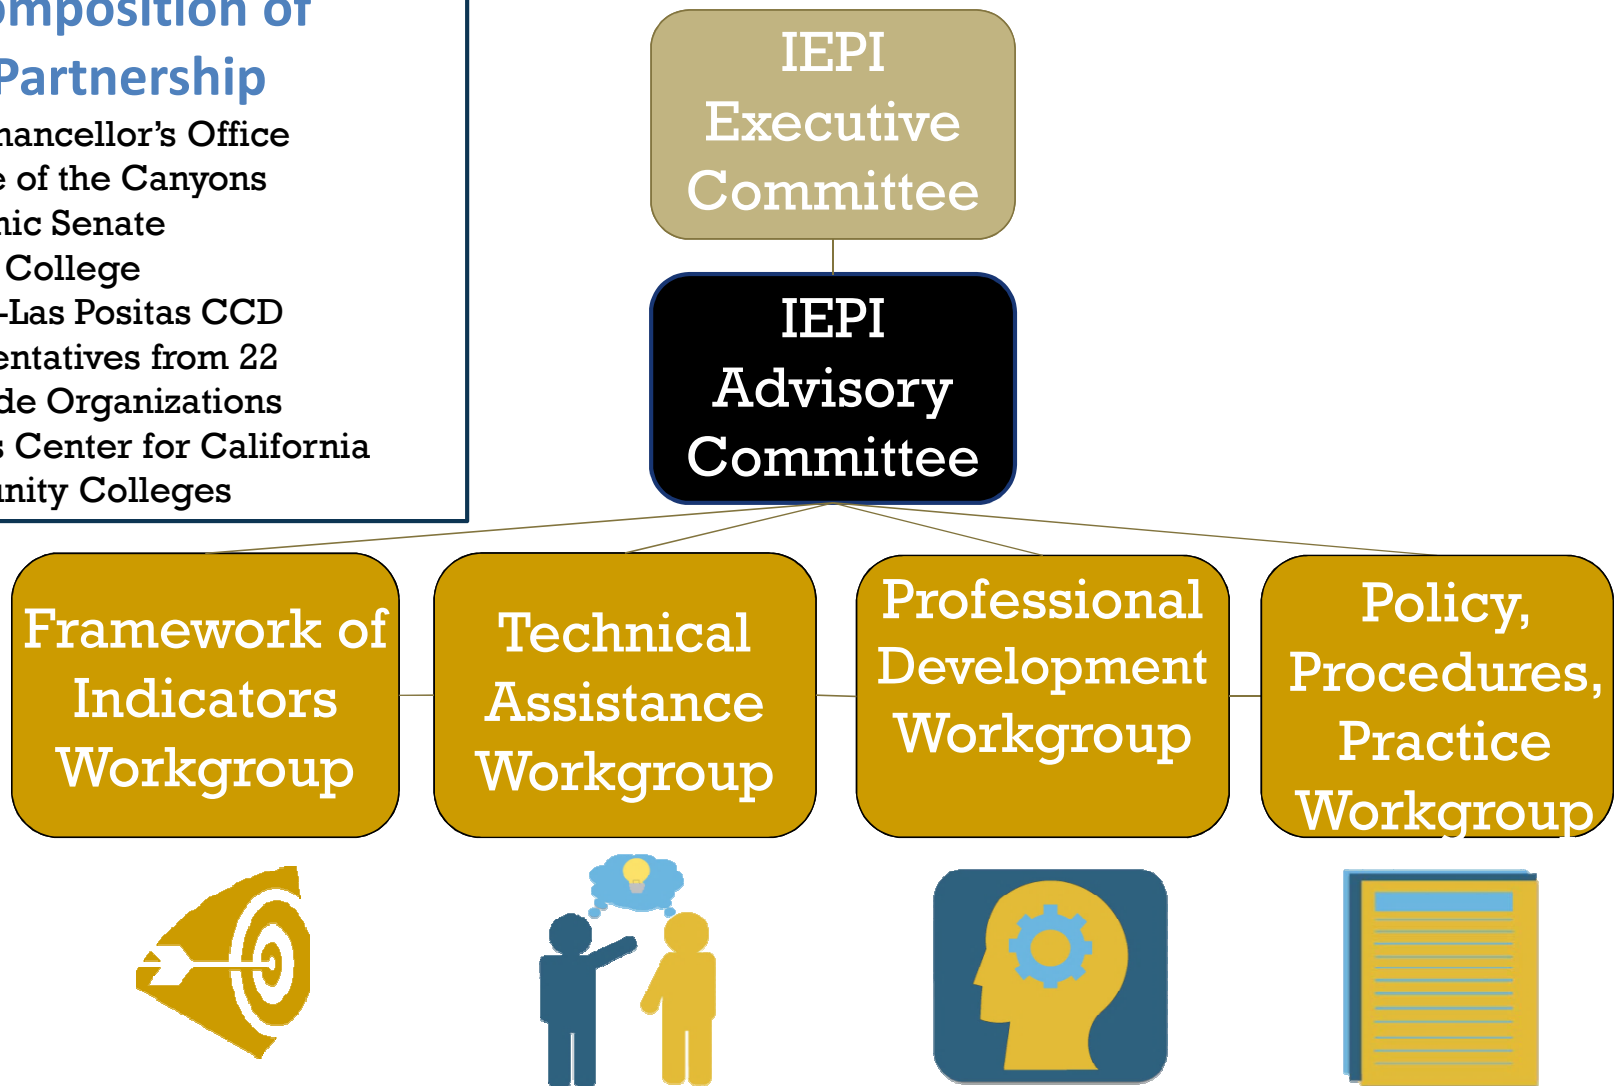 omposition of
Partnership
hancellor's Office
e of the Canyons
nic Senate
College
-Las Positas CCD
entatives from 22
de Organizations
s Center for California
unity Colleges
IEPI
Executive
Committee
IEPI
Advisory
Committee
Framework of
Indicators
Workgroup
Technical
Assistance
Workgroup
Professional
Development
Workgroup
Policy,
Procedures,
Practice
Workgroup